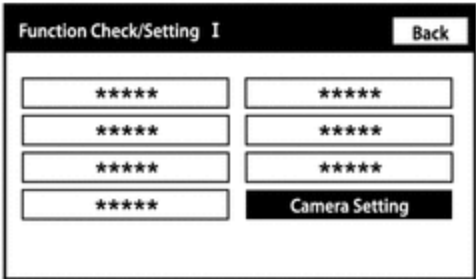 Function Check/Setting I
Back
***** *****
***** *****
***** *****
***** Camera Setting